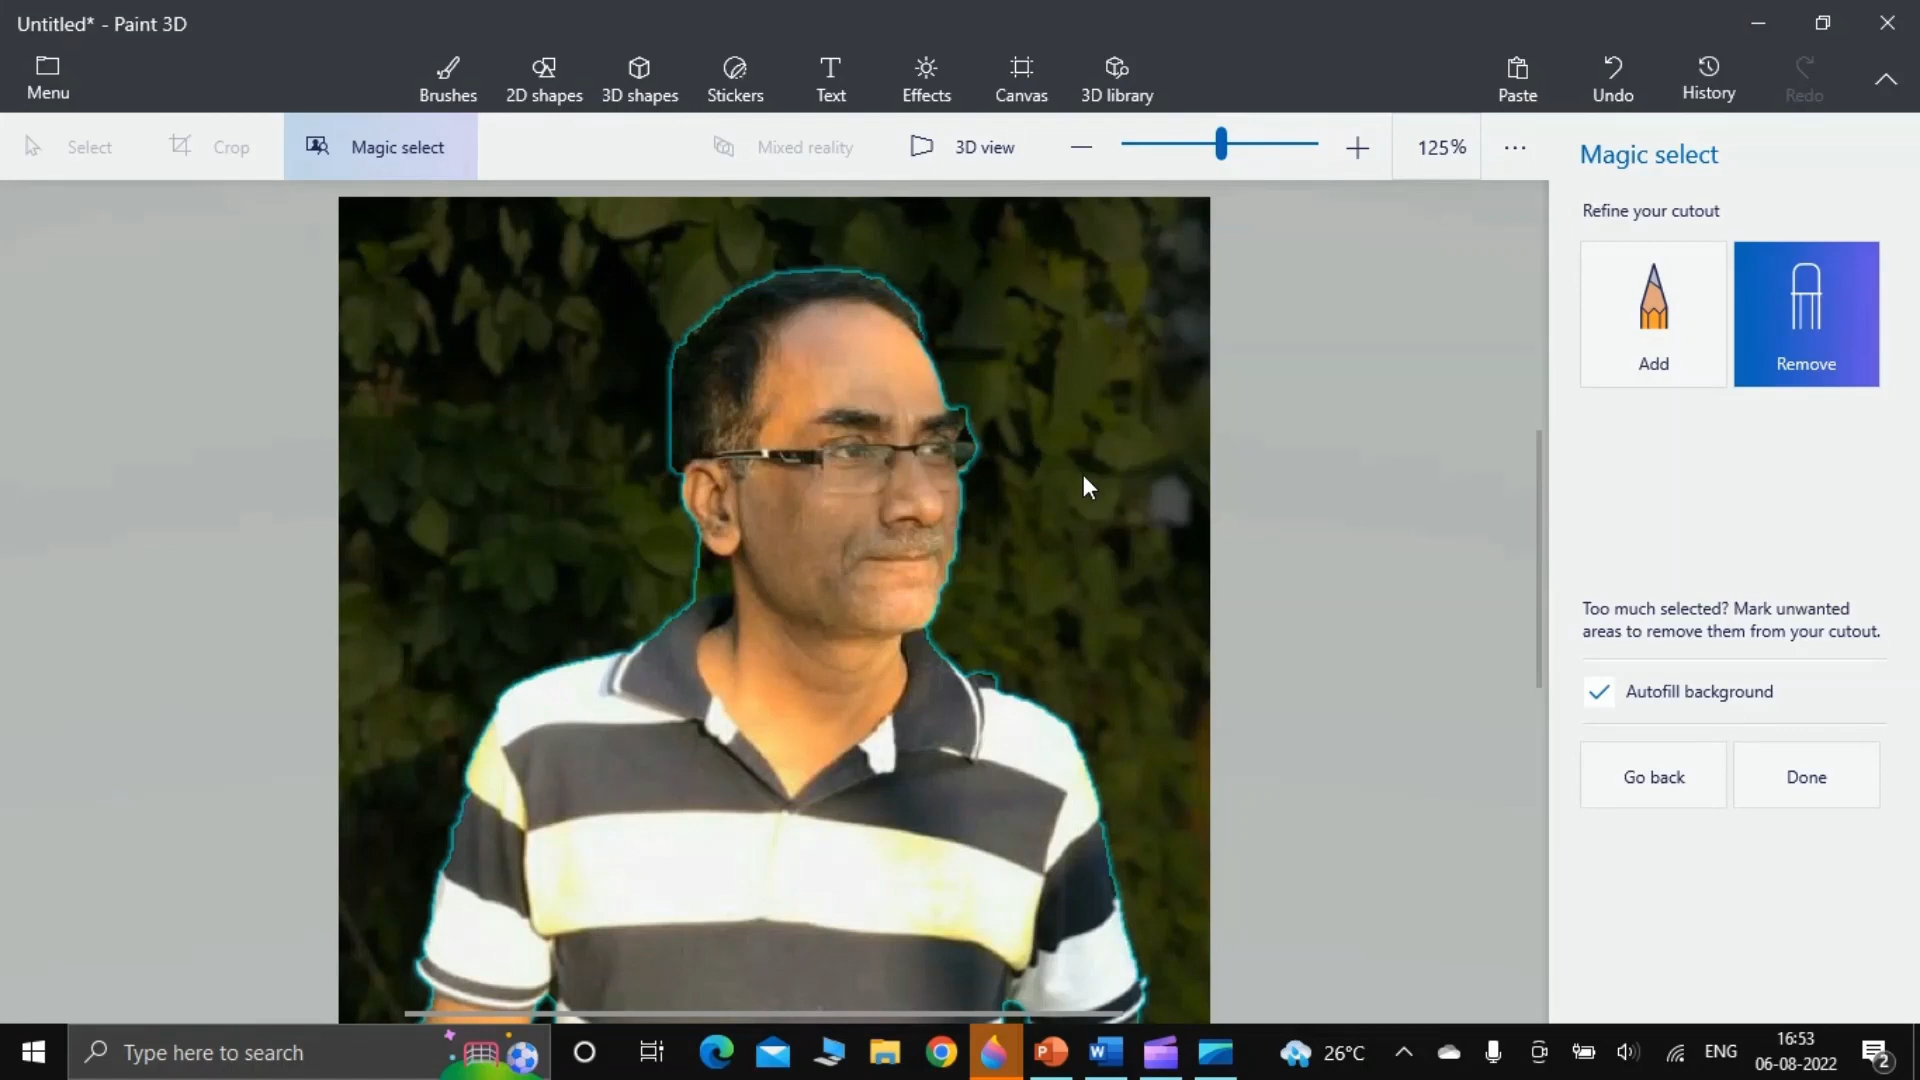 Untitled* - Paint 3D
Menu
Brushes
2D shapes
3D shapes
Stickers
Text
Effects
Canvas
3D library
Paste
Undo
History
Redo
Select
Crop
Magic select
Mixed reality
3D view
125%
Magic select
Refine your cutout
Add
Remove
Too much selected? Mark unwanted
areas to remove them from your cutout.
Autofill background
Go back
Done
Type here to search
26°C
ENG
16:53
06-08-2022
2